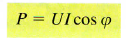 P = UI cos φ